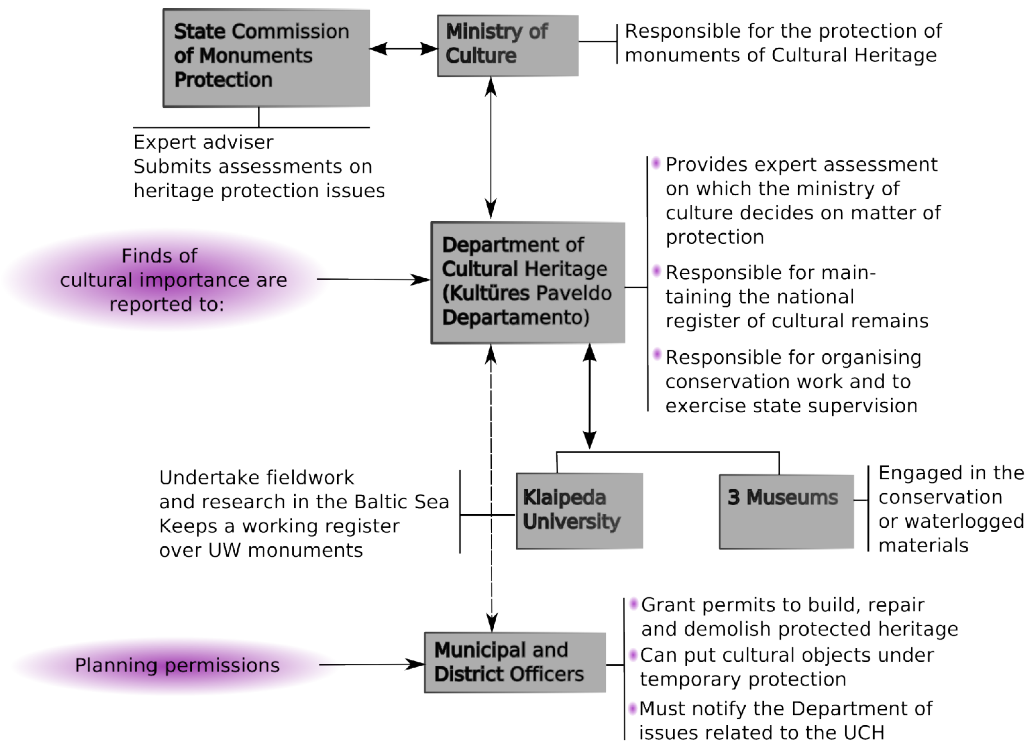 State Commission
of Monuments
Protection
Ministry of
Culture
Responsible for the protection of
monuments of Cultural Heritage
Expert adviser
Submits assessments on
heritage protection issues
Finds of
cultural importance are
reported to:
Department of
Cultural Heritage
(Kultūres Paveldo
Departamento)
Provides expert assessment
on which the ministry of
culture decides on matter of
protection
Responsible for main-
taining the national
register of cultural remains
Responsible for organising
conservation work and to
exercise state supervision
Undertake fieldwork
and research in the Baltic Sea
Keeps a working register
over UW monuments
Klaipeda
University
3 Museums
Engaged in the
conservation
or waterlogged
materials
Planning permissions
Municipal and
District Officers
Grant permits to build, repair
and demolish protected heritage
Can put cultural objects under
temporary protection
Must notify the Department of
issues related to the UCH